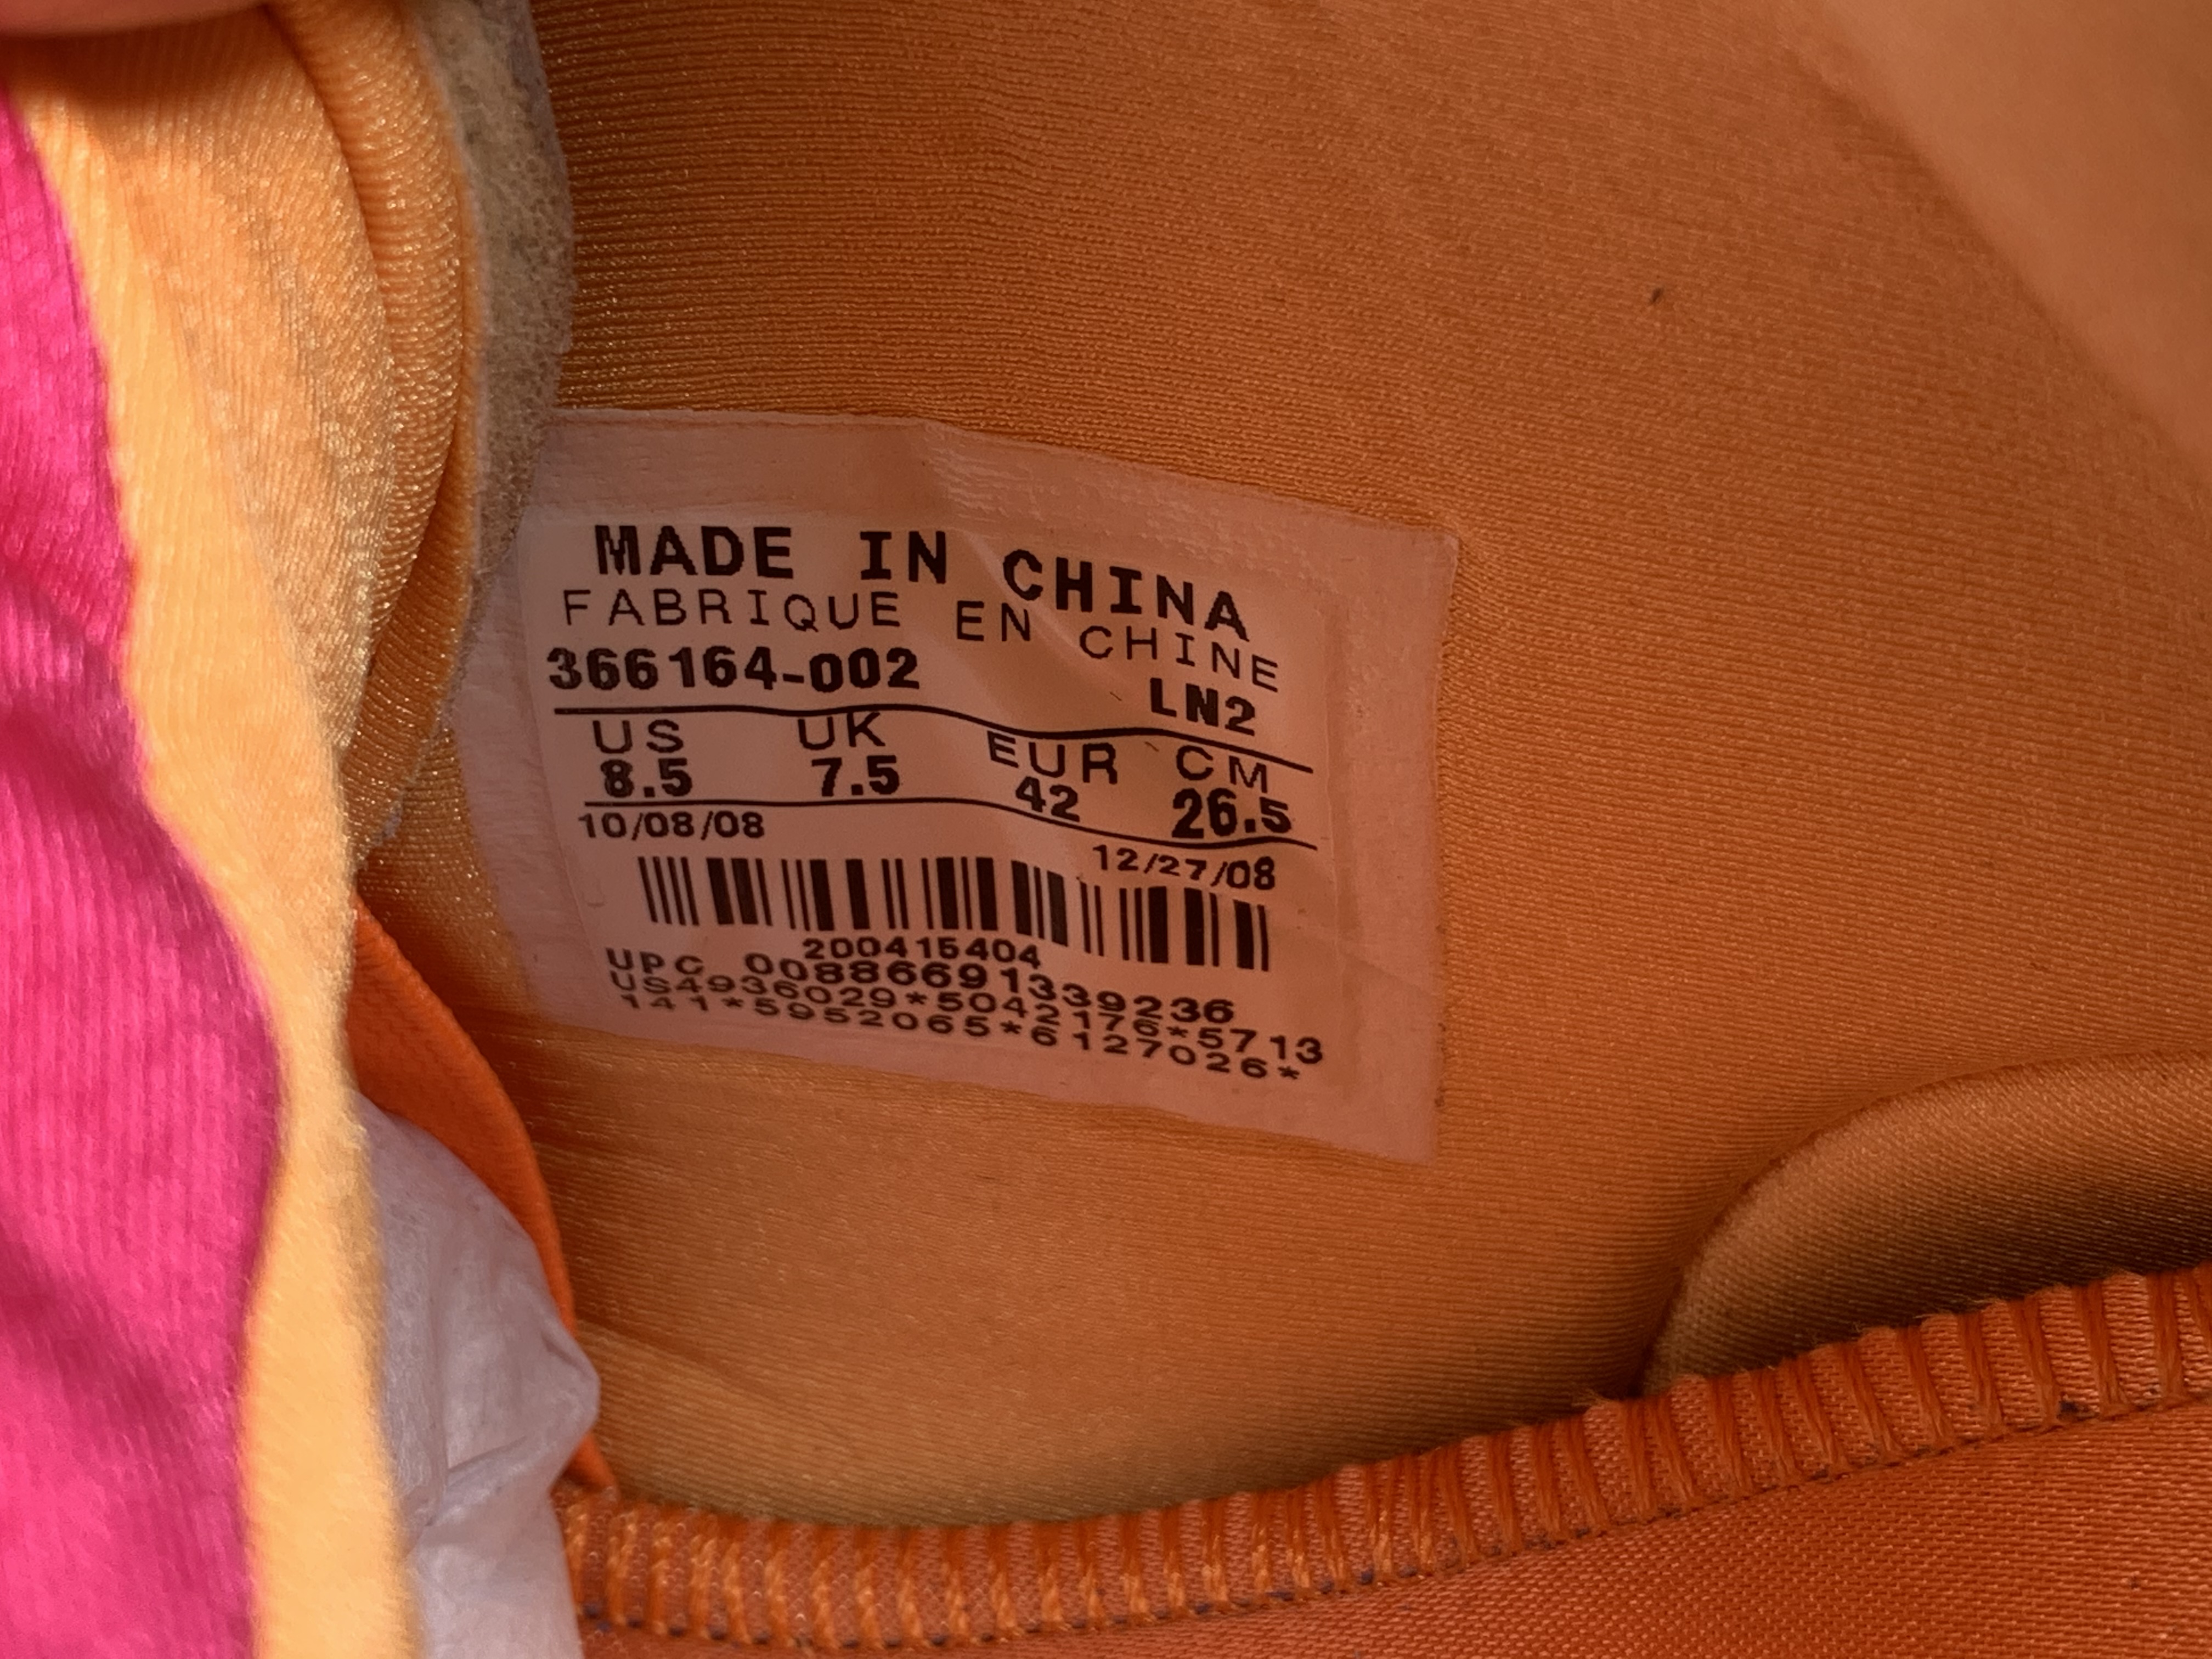 MADE IN CHINA
FABRIQUE EN CHINE
366164-002 LN2
US UK EUR CM
8.5 7.5 42 26.5
10/08/08 12/27/08
200415404
UPC 00886691339236
US4936029*5042176*5713
141*5952065*6127026*